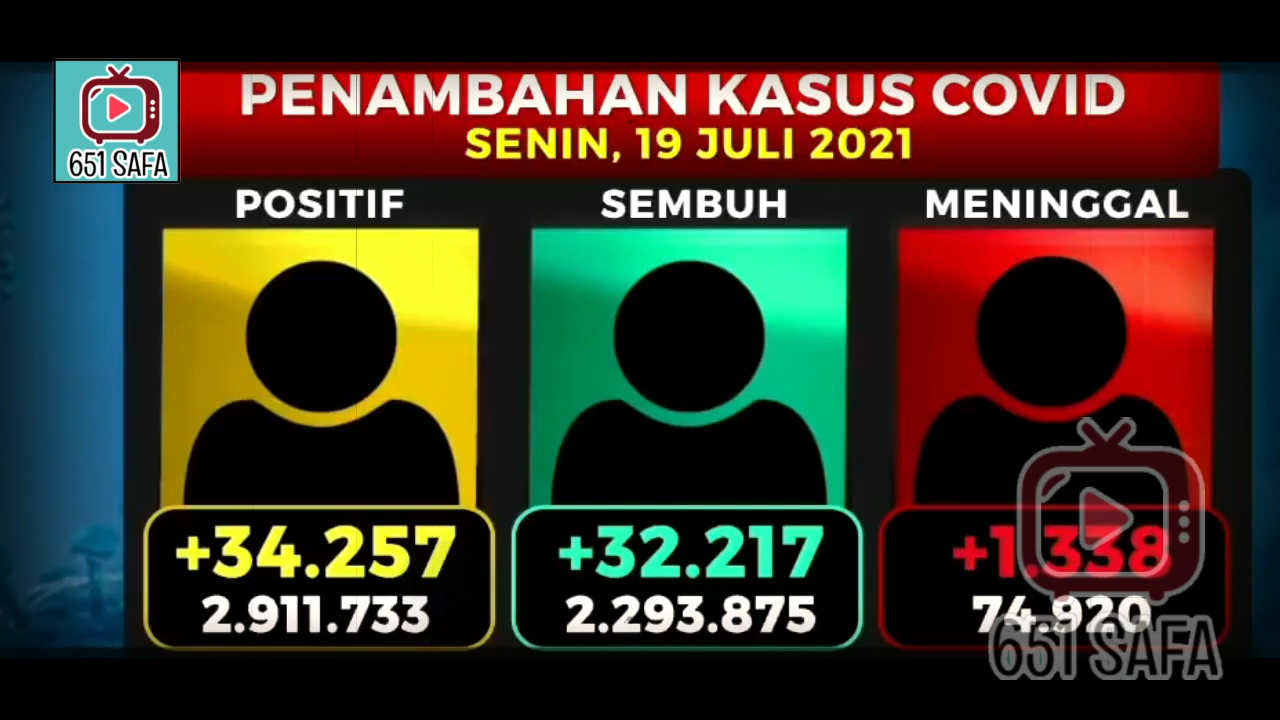 651 SAFA
PENAMBAHAN KASUS COVID
SENIN, 19 JULI 2021
POSITIF
SEMBUH
MENINGGAL
+34.257
2.911.733
+32.217
2.293.875
+1.338
74.920
651 SAFA